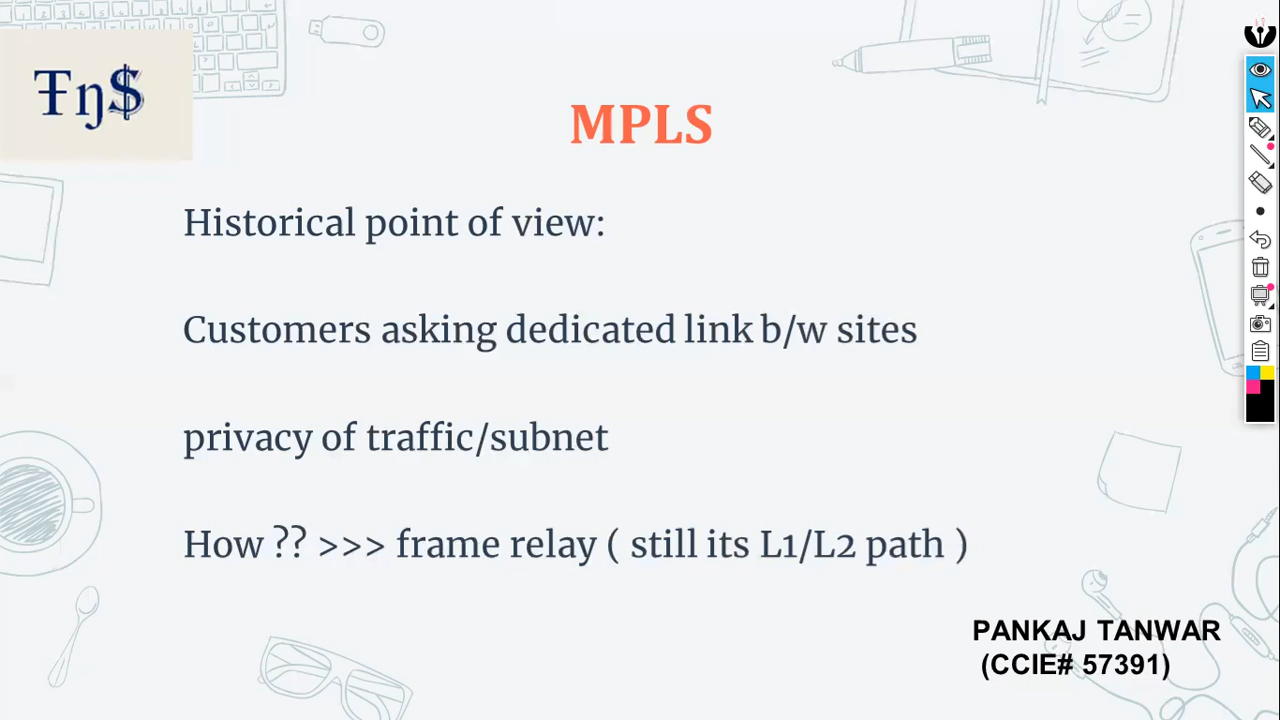 Ŧŋ$
MPLS
Historical point of view:
Customers asking dedicated link b/w sites
privacy of traffic/subnet
How ?? >>> frame relay ( still its L1/L2 path )
PANKAJ TANWAR
(CCIE# 57391)